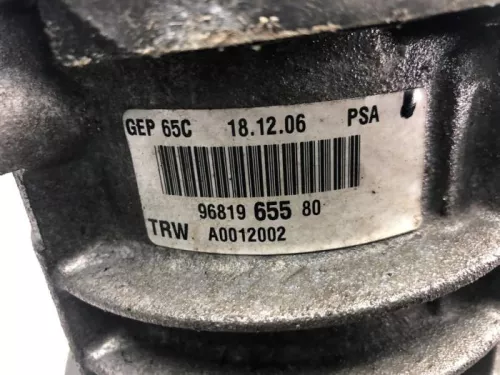 GEP 65C 18.12.06 PSA
96819 655 80
TRW A0012002